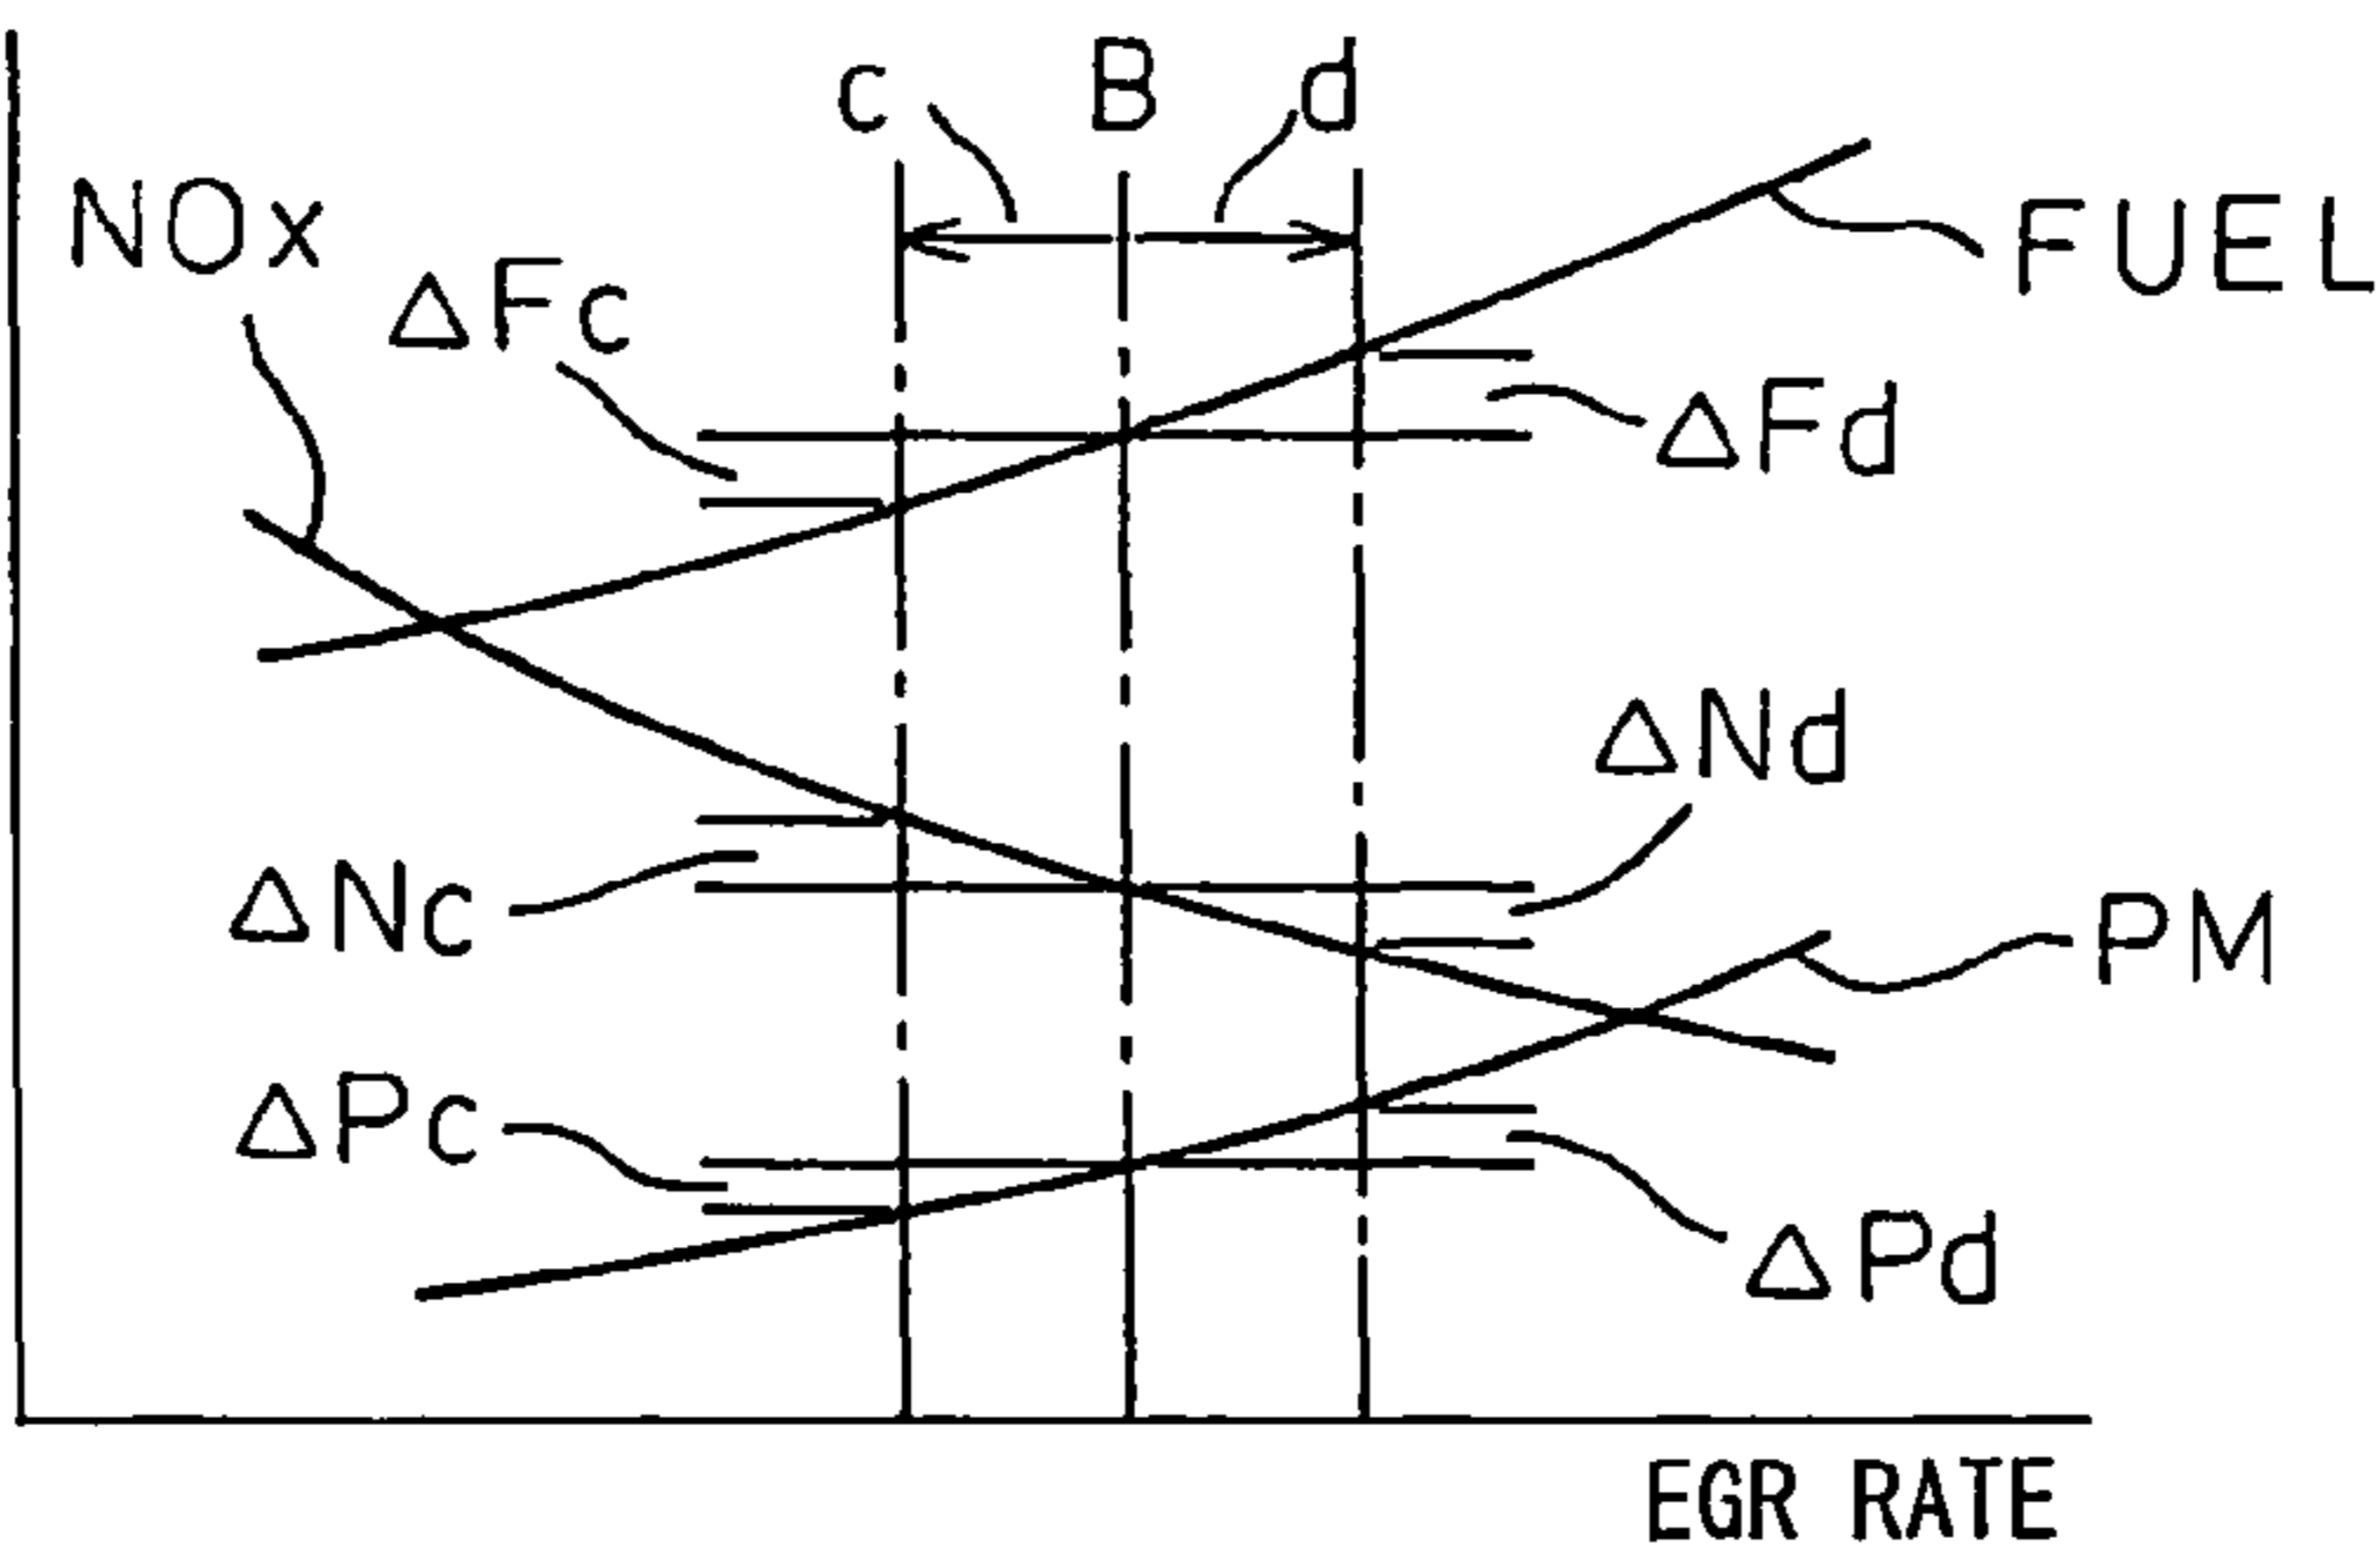 c B d
NOx
FUEL
ΔFc
ΔFd
ΔNd
ΔNc
PM
ΔPc
ΔPd
EGR RATE